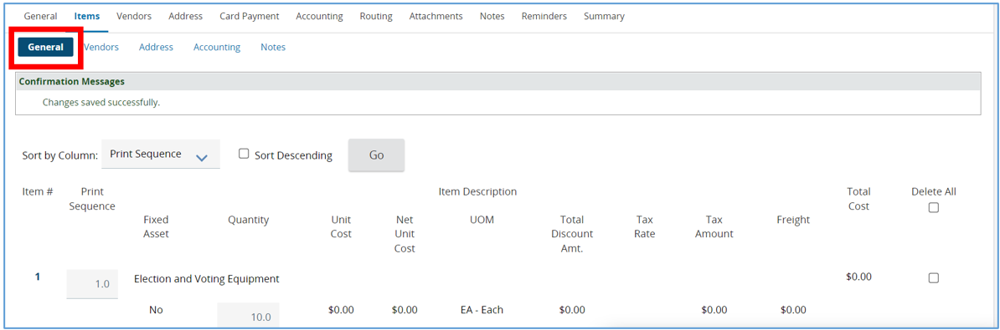 General Items Vendors Address Card Payment Accounting Routing Attachments Notes Reminders Summary
General Vendors Address Accounting Notes
Confirmation Messages
Changes saved successfully.
Sort by Column: Print Sequence Sort Descending Go
Item # Print Sequence Item Description Total Cost Delete All
Fixed Asset Quantity Unit Cost Net Unit Cost UOM Total Discount Amt. Tax Rate Tax Amount Freight
1 1.0 Election and Voting Equipment $0.00
No 10.0 $0.00 $0.00 EA - Each $0.00 $0.00 $0.00